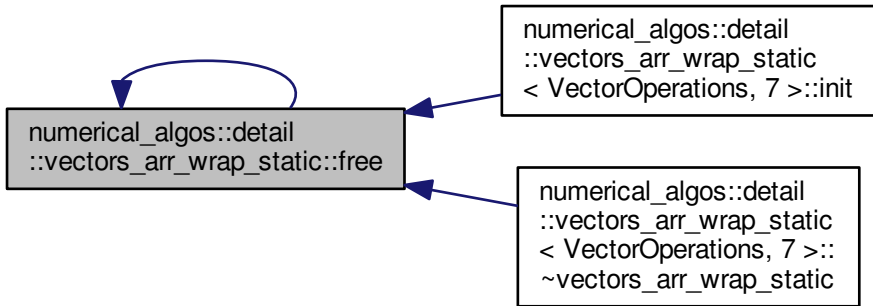 numerical_algos::detail
::vectors_arr_wrap_static::free
numerical_algos::detail
::vectors_arr_wrap_static
< VectorOperations, 7 >::init
numerical_algos::detail
::vectors_arr_wrap_static
< VectorOperations, 7 >::
~vectors_arr_wrap_static